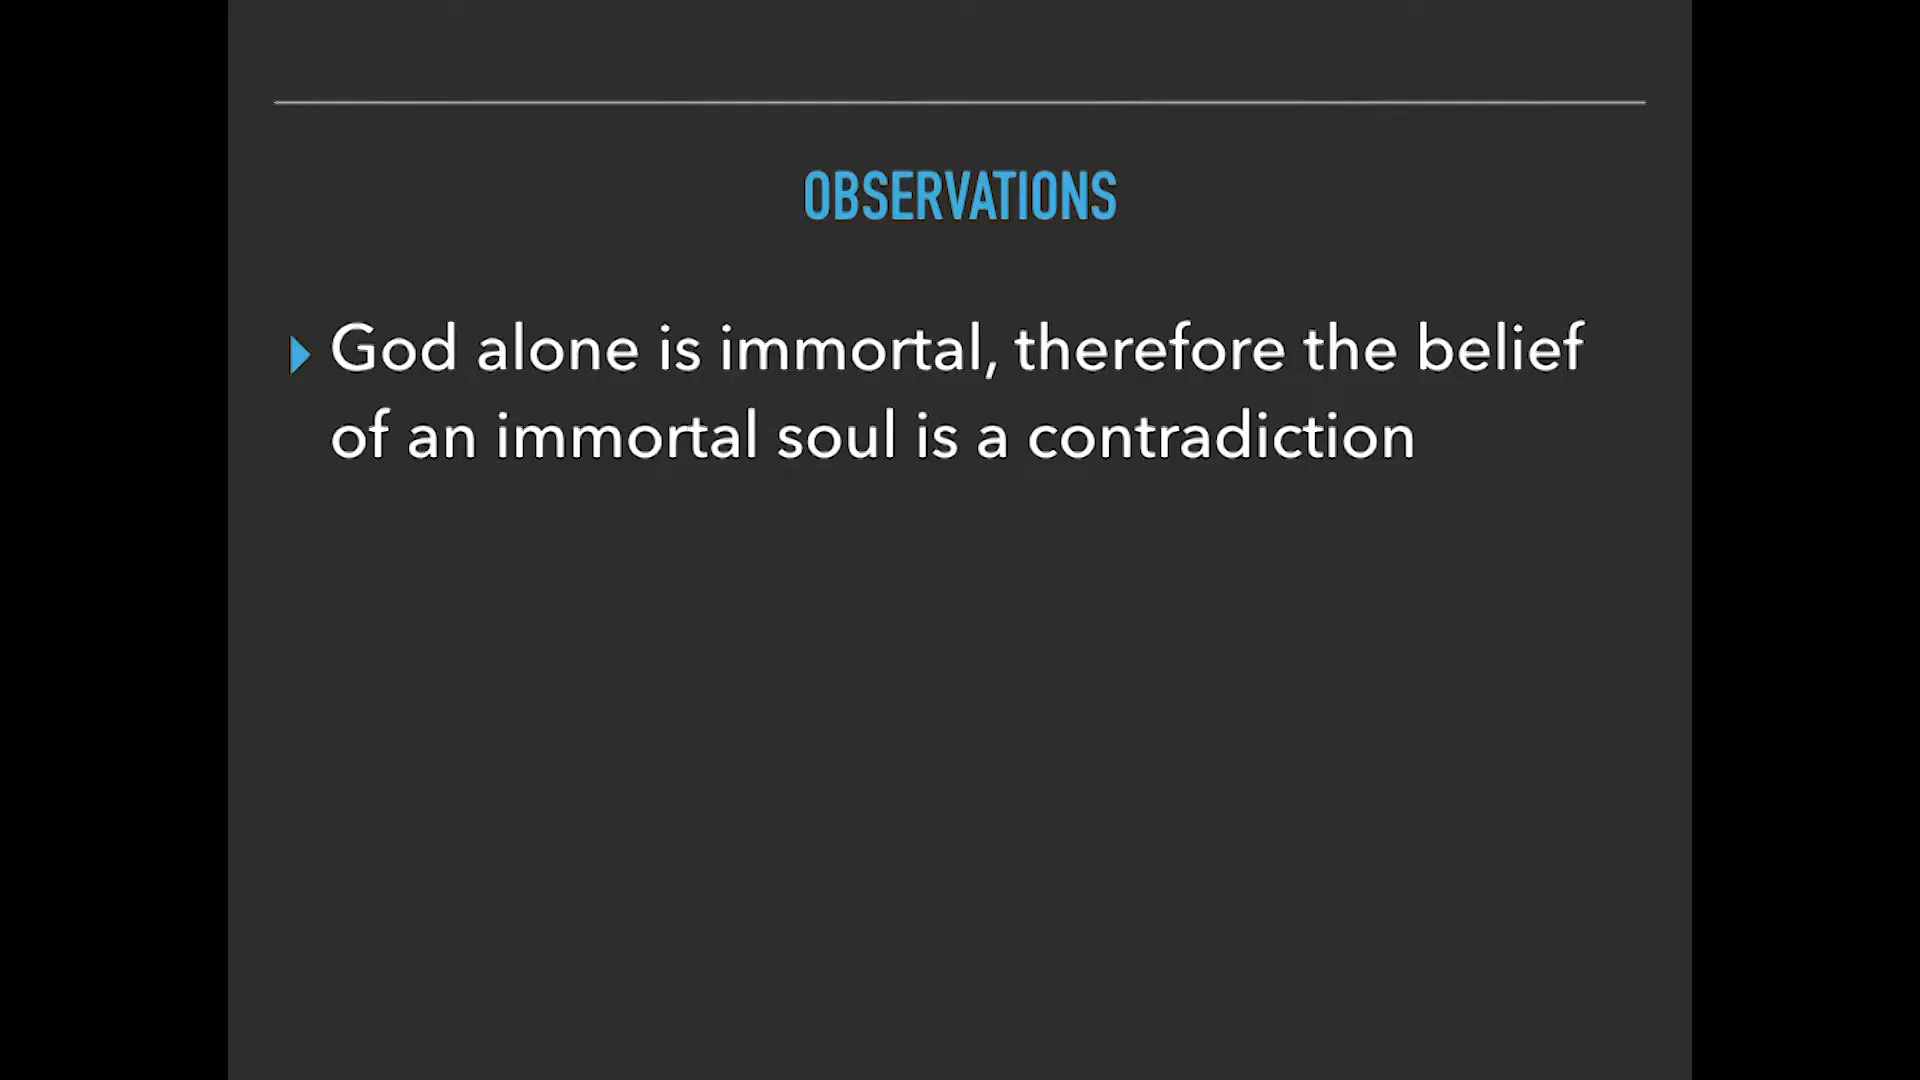 OBSERVATIONS
God alone is immortal, therefore the belief
of an immortal soul is a contradiction